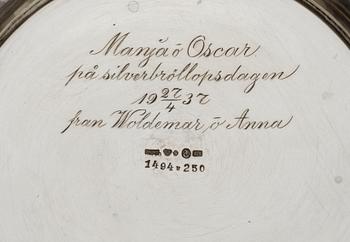 Manja ö Oscar
på silverbröllopsdagen
19 27/4 37
från Woldemar, ö Anna
1494 v 250